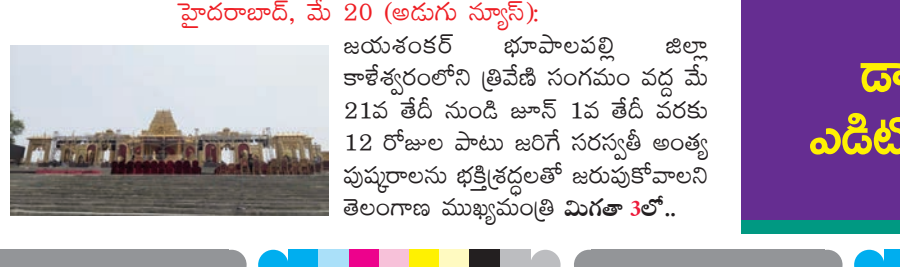 హైదరాబాద్, మే 20 (అడుగు న్యూస్):
జయశంకర్ భూపాలపల్లి జిల్లా
కాళేశ్వరంలోని త్రివేణి సంగమం వద్ద మే
21వ తేదీ నుండి జూన్ 1వ తేదీ వరకు
12 రోజుల పాటు జరిగే సరస్వతీ అంత్య
పుష్కరాలను భక్తిశ్రద్ధలతో జరుపుకోవాలని
తెలంగాణ ముఖ్యమంత్రి మిగతా 3లో..